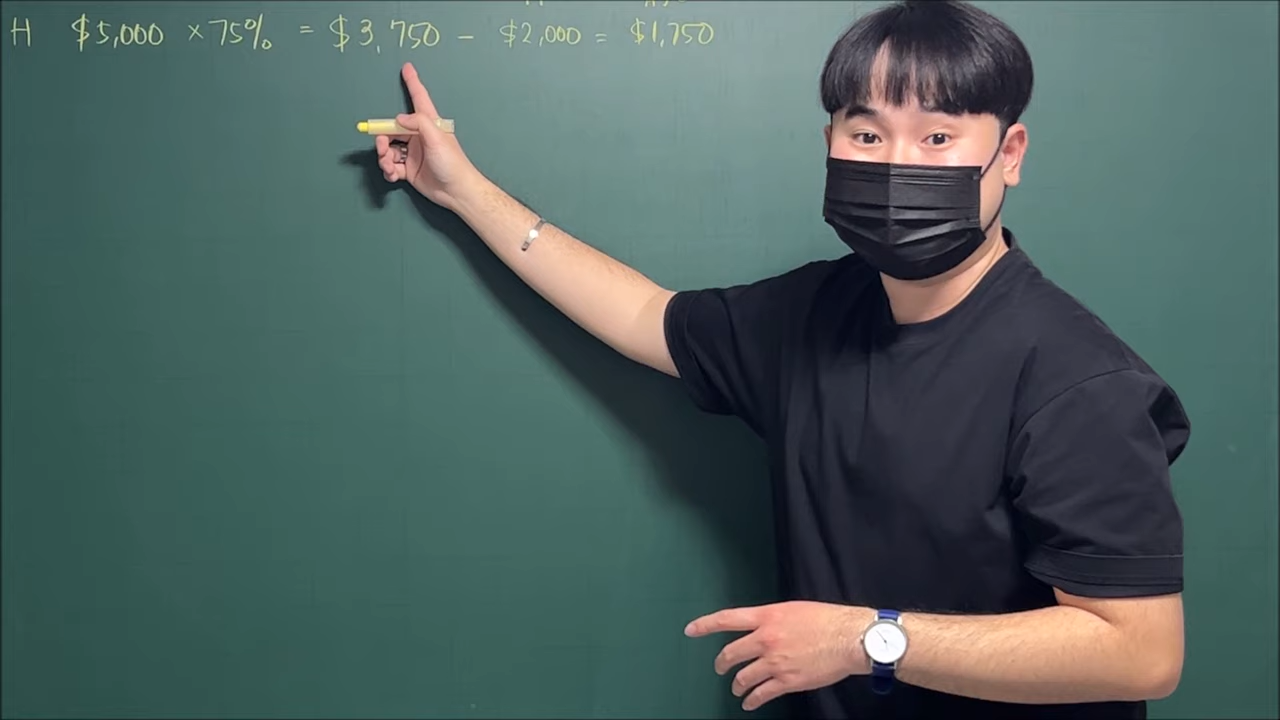 H $5,000 × 75% = $3,750 - $2,000 = $1,750